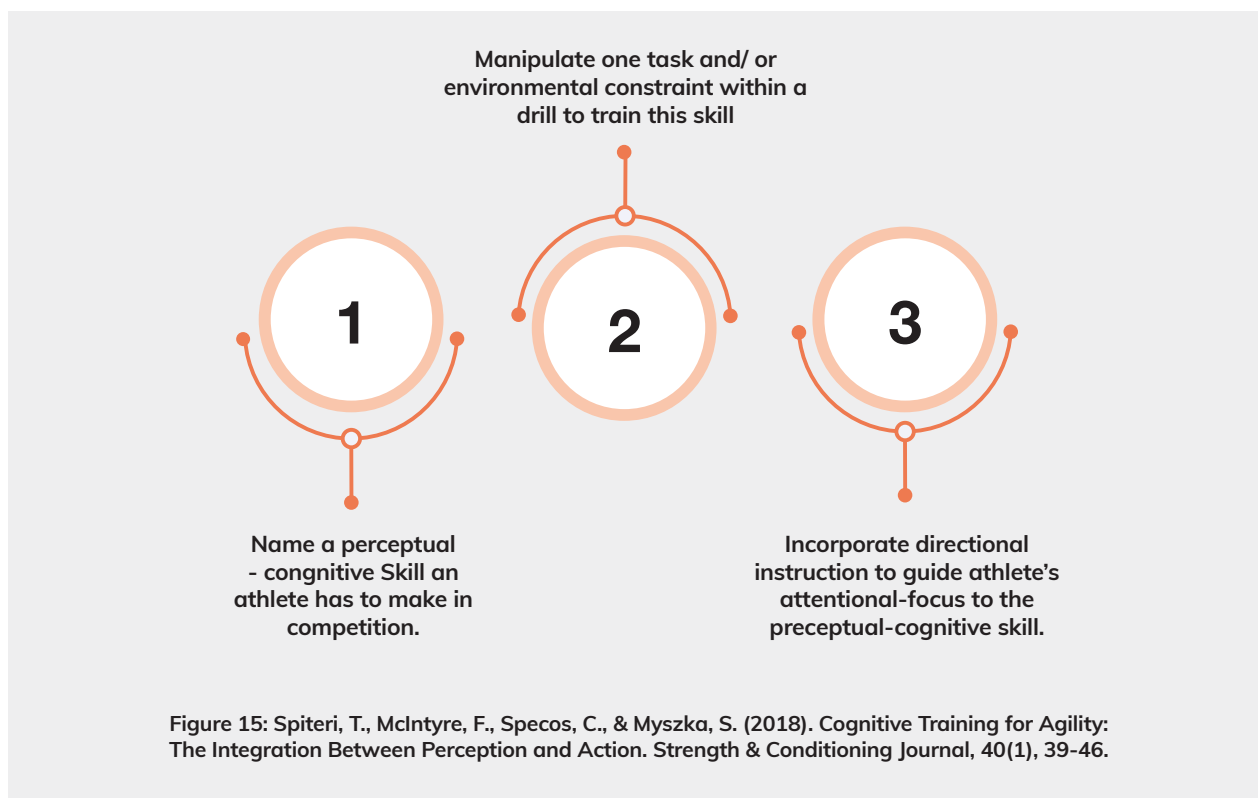 Manipulate one task and/ or
environmental constraint within a
drill to train this skill
1
2
3
Name a perceptual
- congnitive Skill an
athlete has to make in
competition.
Incorporate directional
instruction to guide athlete’s
attentional-focus to the
preceptual-cognitive skill.
Figure 15: Spiteri, T., McIntyre, F., Specos, C., & Myszka, S. (2018). Cognitive Training for Agility:
The Integration Between Perception and Action. Strength & Conditioning Journal, 40(1), 39-46.